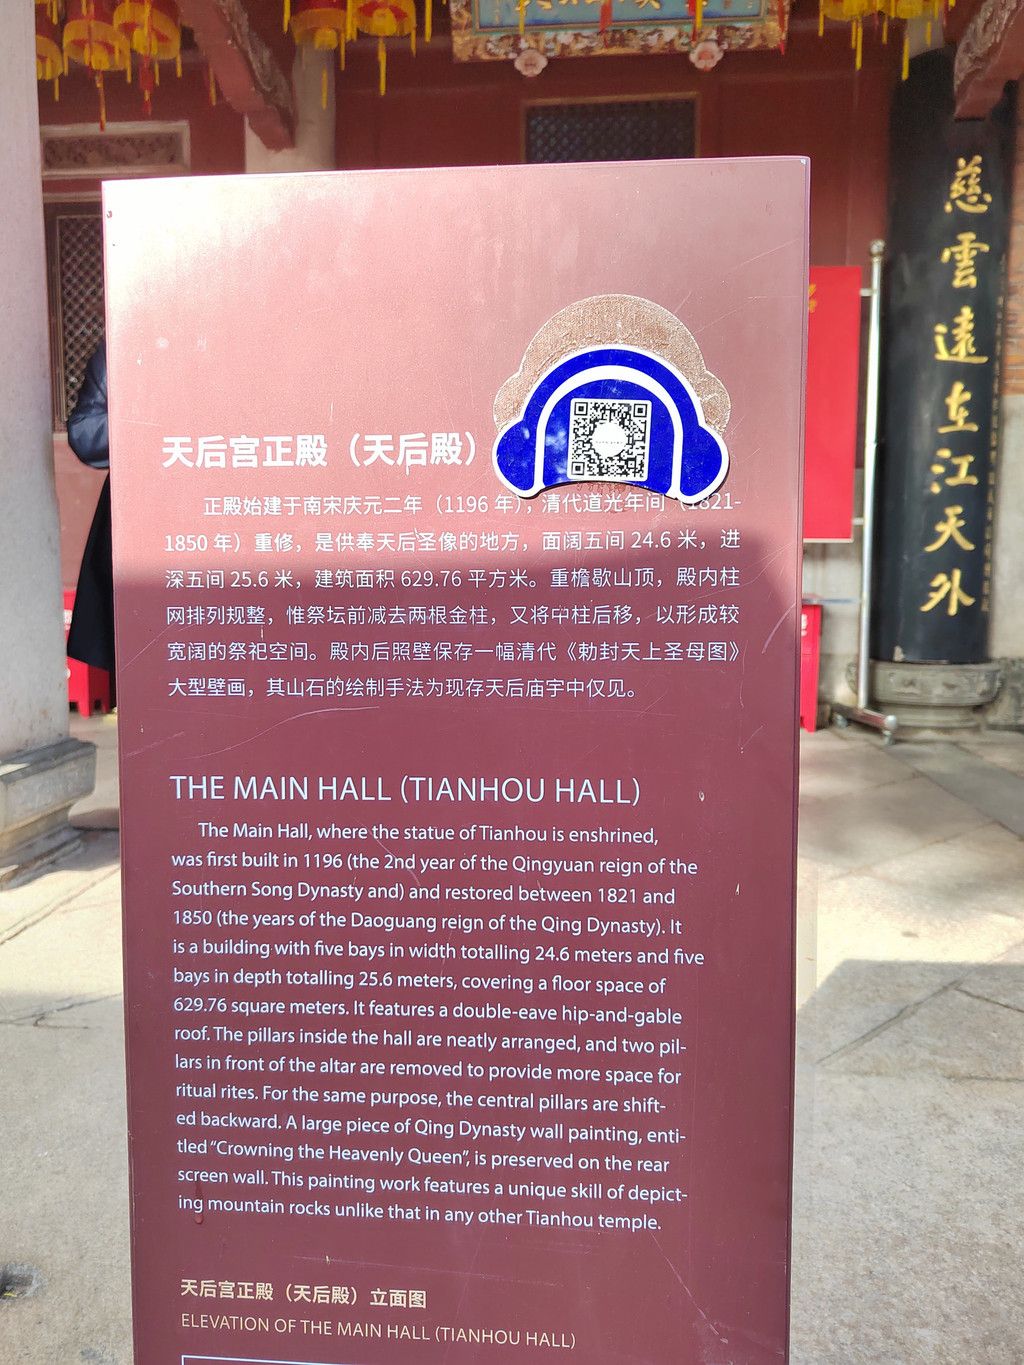 天后宫正殿（天后殿）
正殿始建于南宋庆元二年（1196 年），清代道光年间（1821-
1850 年）重修，是供奉天后圣像的地方，面阔五间 24.6 米，进
深五间 25.6 米，建筑面积 629.76 平方米。重檐歇山顶，殿内柱
网排列规整，惟祭坛前减去两根金柱，又将中柱后移，以形成较
宽阔的祭祀空间。殿内后照壁保存一幅清代《勅封天上圣母图》
大型壁画，其山石的绘制手法为现存天后庙宇中仅见。
THE MAIN HALL (TIANHOU HALL)
The Main Hall, where the statue of Tianhou is enshrined,
was first built in 1196 (the 2nd year of the Qingyuan reign of the
Southern Song Dynasty and) and restored between 1821 and
1850 (the years of the Daoguang reign of the Qing Dynasty). It
is a building with five bays in width totalling 24.6 meters and five
bays in depth totalling 25.6 meters, covering a floor space of
629.76 square meters. It features a double-eave hip-and-gable
roof. The pillars inside the hall are neatly arranged, and two pil-
lars in front of the altar are removed to provide more space for
ritual rites. For the same purpose, the central pillars are shift-
ed backward. A large piece of Qing Dynasty wall painting, enti-
tled “Crowning the Heavenly Queen”, is preserved on the rear
screen wall. This painting work features a unique skill of depict-
ing mountain rocks unlike that in any other Tianhou temple.
天后宫正殿（天后殿）立面图
ELEVATION OF THE MAIN HALL (TIANHOU HALL)
慈雲遠在江天外